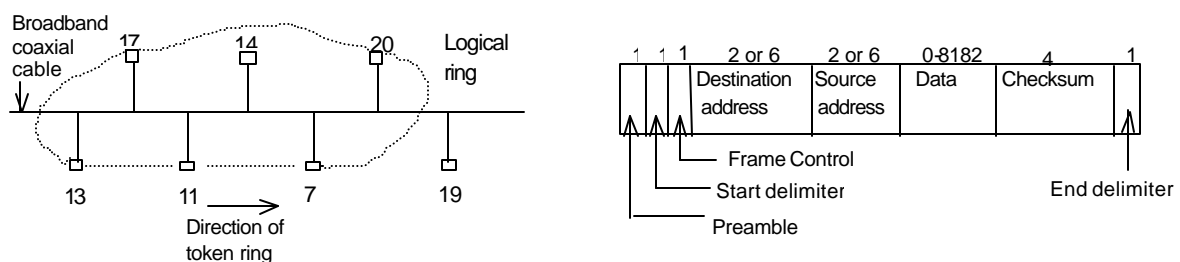 Broadband
coaxial
cable
17
14
20
Logical
ring
13
11
7
19
Direction of
token ring
1 1 1 2 or 6 2 or 6 0-8182 4 1
Destination
address
Source
address
Data
Checksum
Frame Control
Start delimiter
End delimiter
Preamble